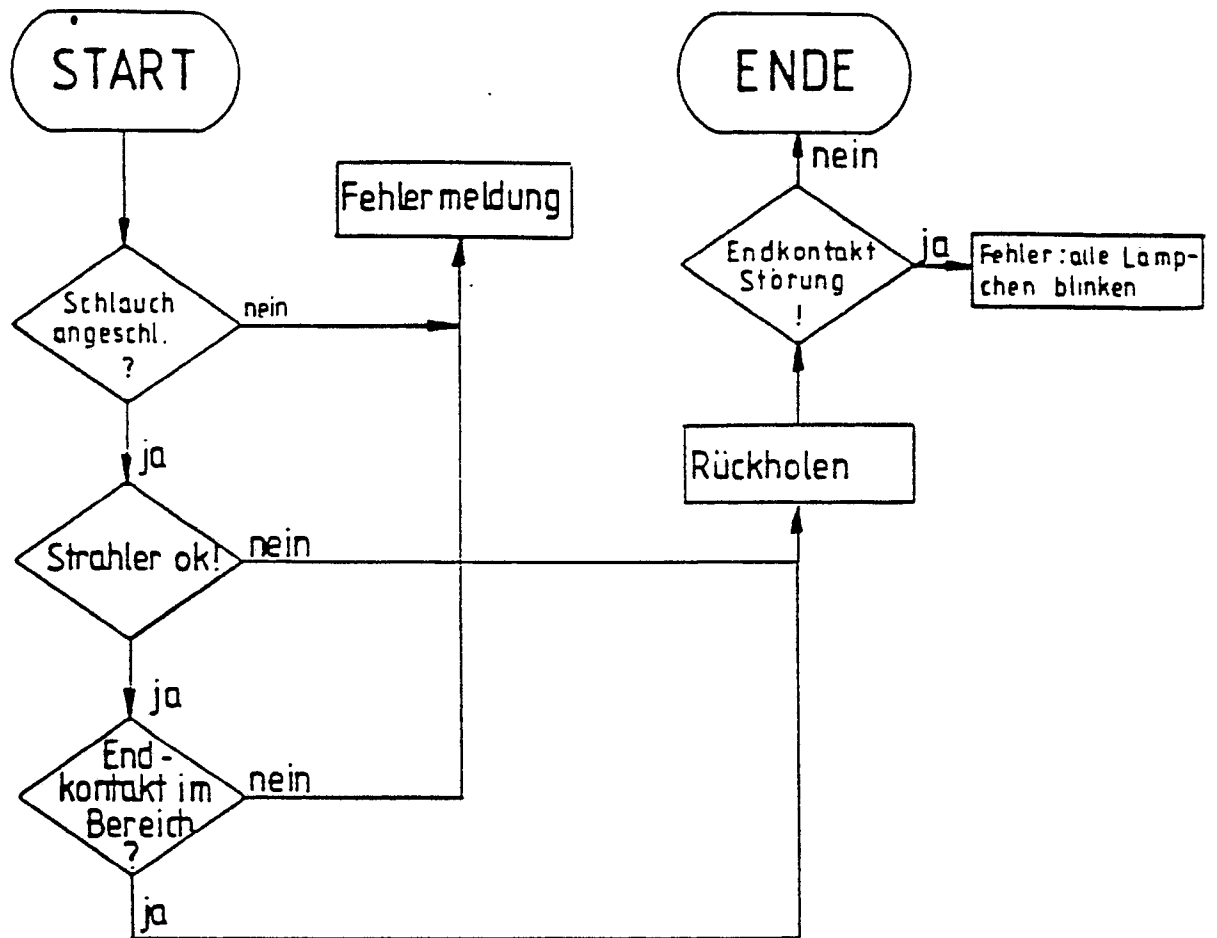 START
Schlauch
angeschl.
?
nein
ja
Strahler ok!
nein
ja
End-
kontakt im
Bereich
?
nein
ja
Fehlermeldung
ENDE
nein
Endkontakt
Störung
!
ja
Fehler: alle Lämp-
chen blinken
Rückholen